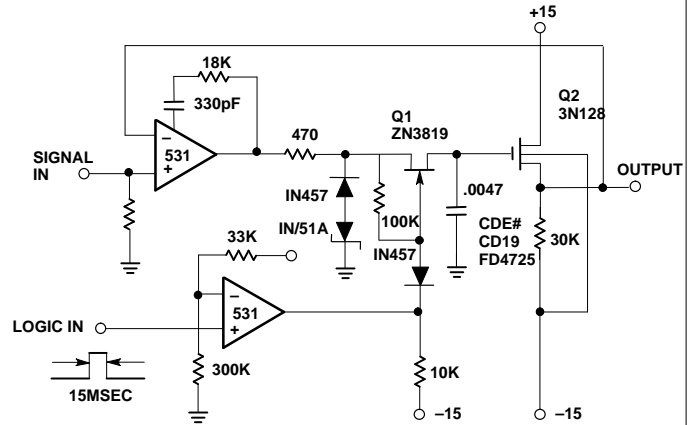 +15
18K
330pF
Q1
ZN3819
Q2
3N128
470
–
531
+
SIGNAL
IN
OUTPUT
IN457
.0047
100K
CDE#
CD19
FD4725
30K
IN/51A
IN457
33K
–
531
+
LOGIC IN
300K
10K
15MSEC
–15
–15